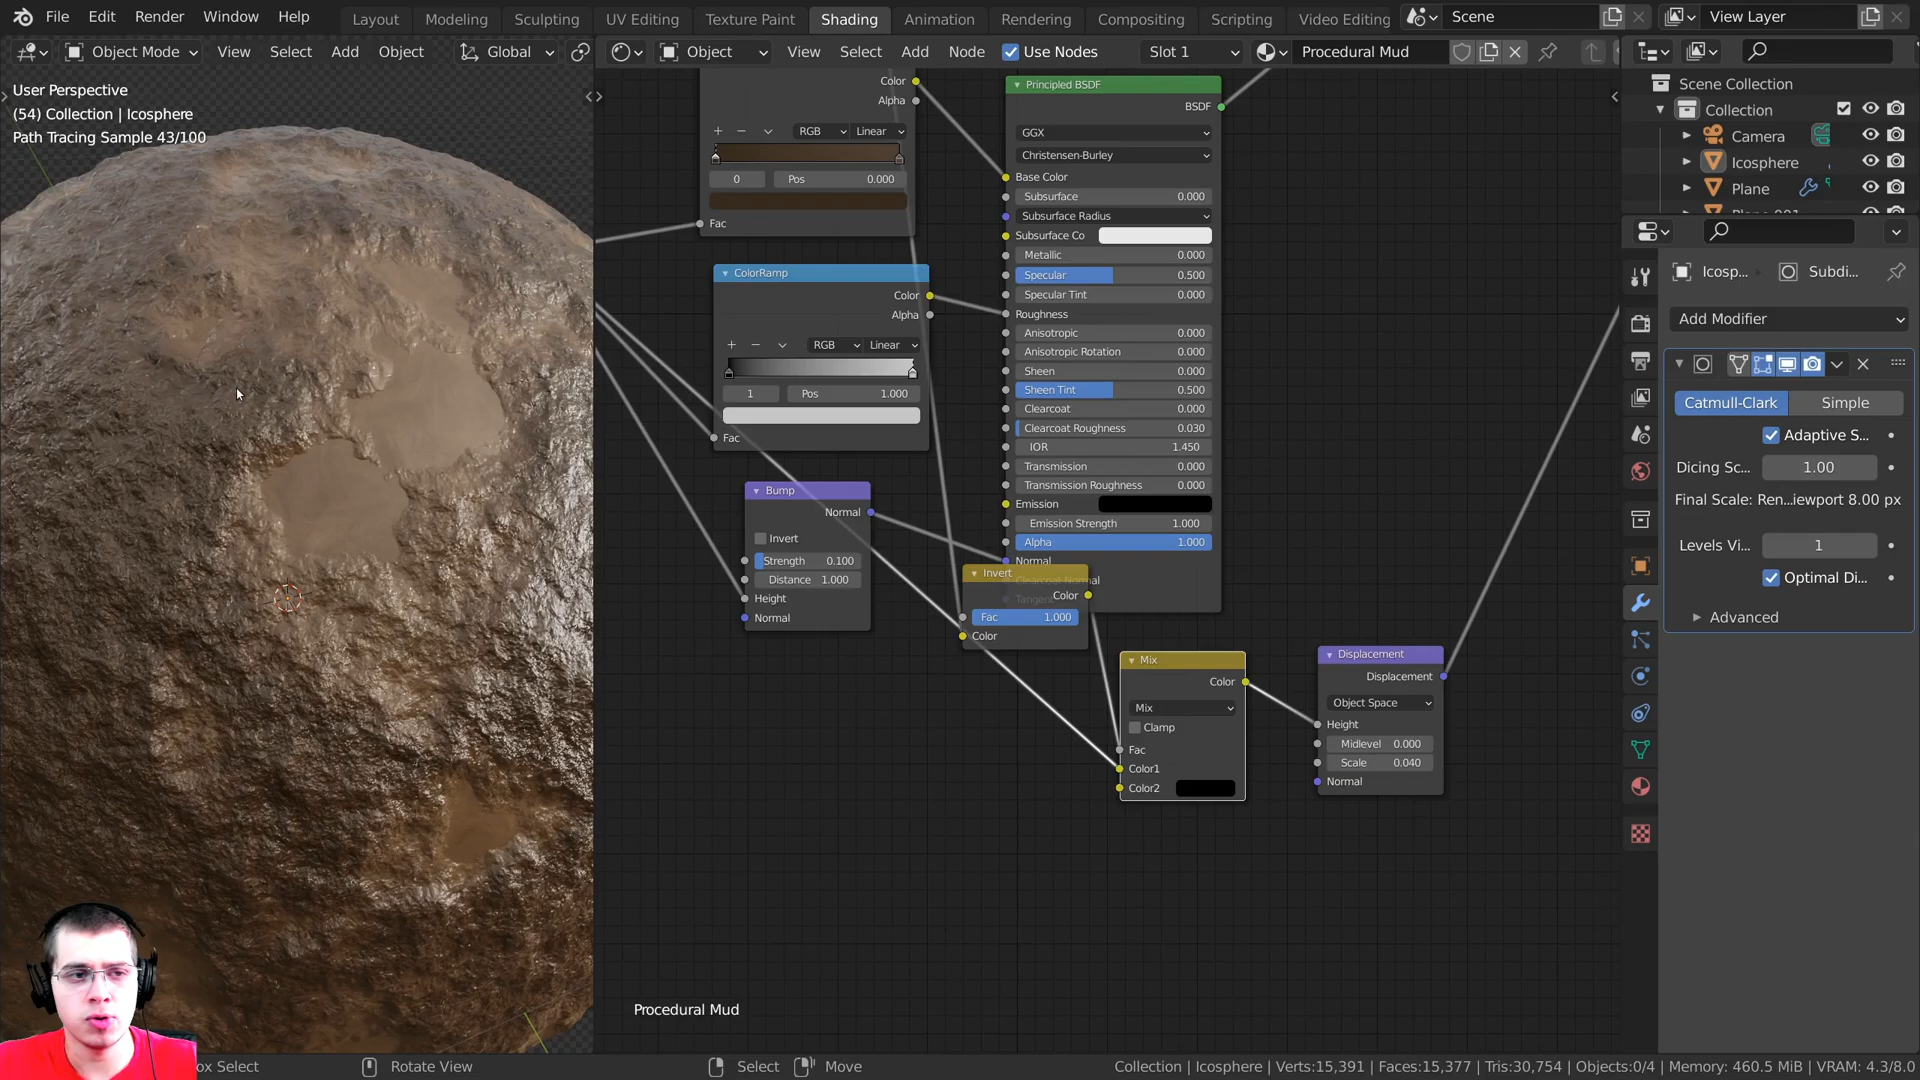 File Edit Render Window Help Layout Modeling Sculpting UV Editing Texture Paint Shading Animation Rendering Compositing Scripting Video Editing Scene View Layer
Object Mode View Select Add Object Global Object View Select Add Node Use Nodes Slot 1 Procedural Mud
User Perspective
(54) Collection | Icosphere
Path Tracing Sample 43/100
Color
Alpha
RGB Linear
0 Pos 0.000
Fac
ColorRamp
Color
Alpha
RGB Linear
1 Pos 1.000
Fac
Bump
Normal
Invert
Strength 0.100
Distance 1.000
Height
Normal
Principled BSDF
BSDF
GGX
Christensen-Burley
Base Color
Subsurface 0.000
Subsurface Radius
Subsurface Co
Metallic 0.000
Specular 0.500
Specular Tint 0.000
Roughness
Anisotropic 0.000
Anisotropic Rotation 0.000
Sheen 0.000
Sheen Tint 0.500
Clearcoat 0.000
Clearcoat Roughness 0.030
IOR 1.450
Transmission 0.000
Transmission Roughness 0.000
Emission
Emission Strength 1.000
Alpha 1.000
Normal
Clearcoat Normal
Invert
Color
Fac 1.000
Color
Mix
Color
Mix
Clamp
Fac
Color1
Color2
Displacement
Displacement
Object Space
Height
Midlevel 0.000
Scale 0.040
Normal
Procedural Mud
Scene Collection
Collection
Camera
Icosphere
Plane
Icosp... Subdi...
Add Modifier
Catmull-Clark Simple
Adaptive S...
Dicing Sc... 1.00
Final Scale: Ren...iewport 8.00 px
Levels Vi... 1
Optimal Di...
Advanced
ox Select Rotate View Select Move Collection | Icosphere | Verts:15,391 | Faces:15,377 | Tris:30,754 | Objects:0/4 | Memory: 460.5 MiB | VRAM: 4.3/8.0